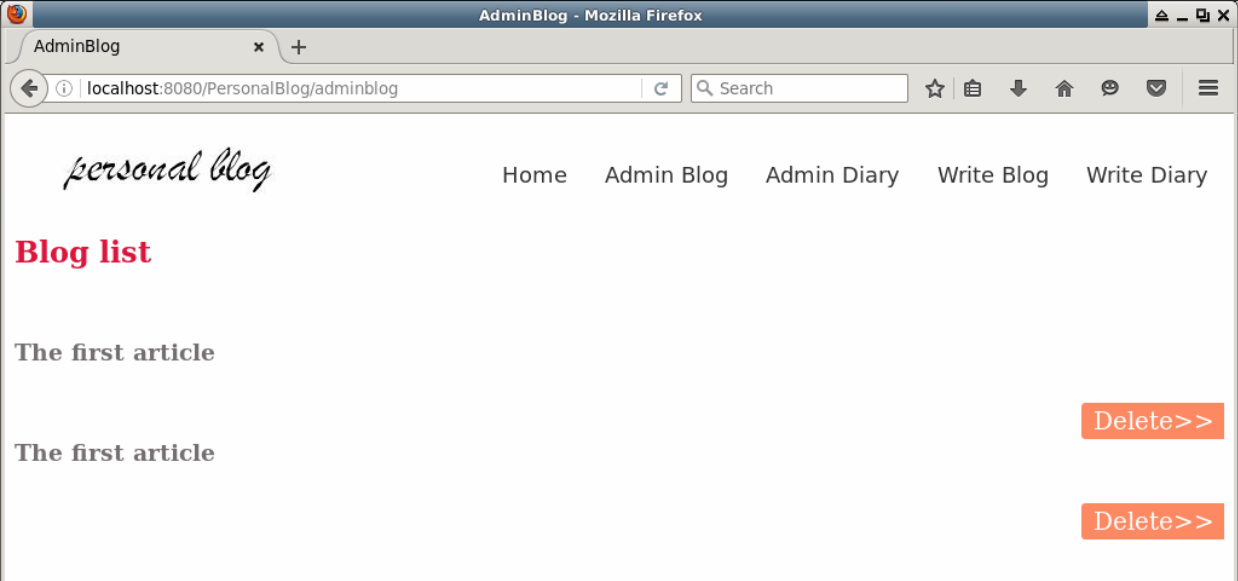 AdminBlog - Mozilla Firefox
AdminBlog
localhost:8080/PersonalBlog/adminblog
Search
personal blog
Home Admin Blog Admin Diary Write Blog Write Diary
Blog list
The first article
Delete>>
The first article
Delete>>